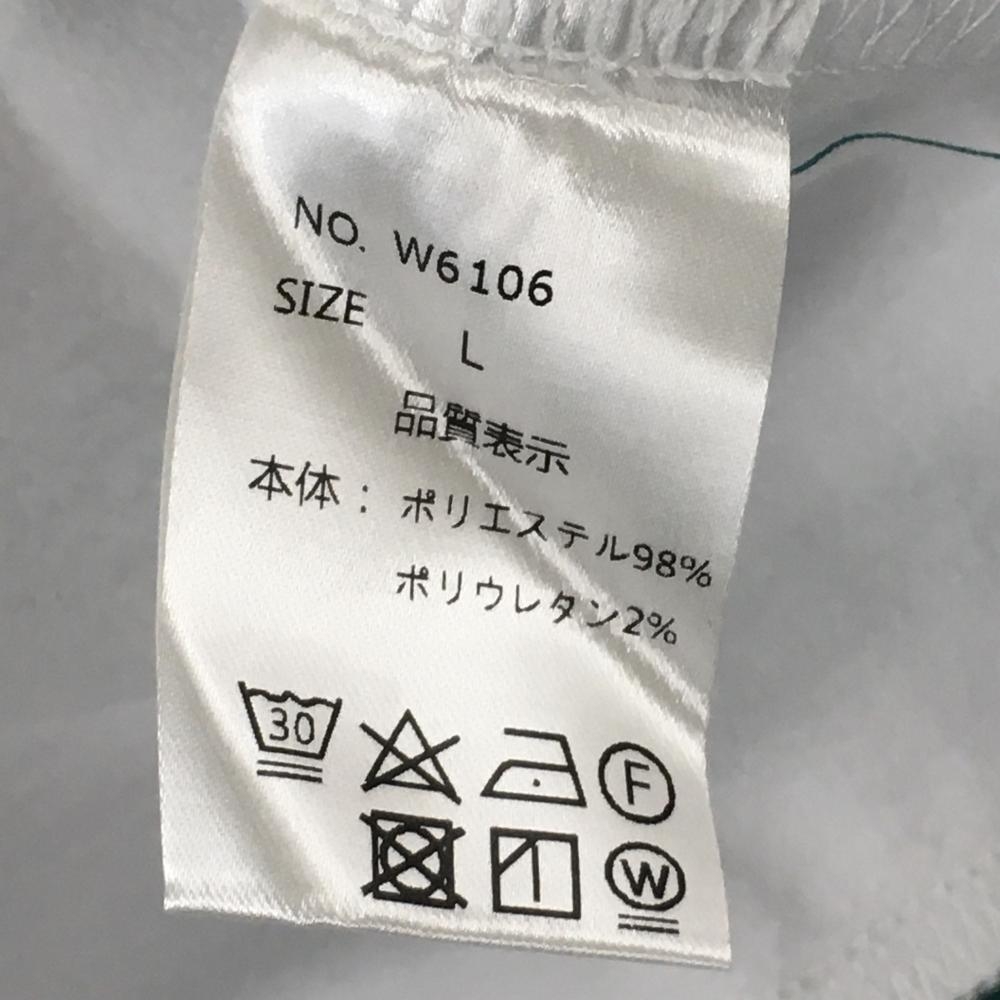 NO. W6106
SIZE L
品質表示
本体： ポリエステル98%
ポリウレタン2%
30 F
W